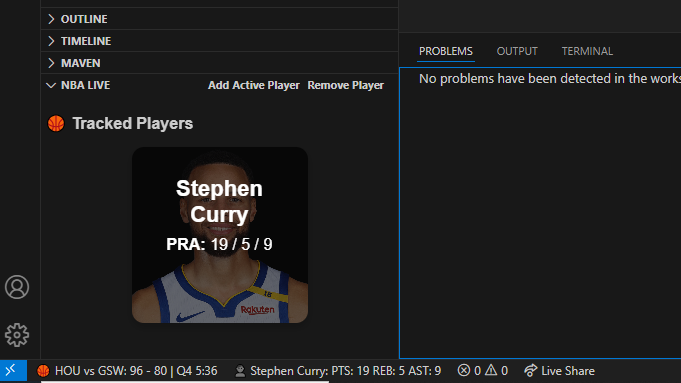 OUTLINE
TIMELINE
MAVEN
NBA LIVE Add Active Player Remove Player
Tracked Players
Stephen
Curry
PRA: 19 / 5 / 9
18
Rakuten
PROBLEMS OUTPUT TERMINAL
No problems have been detected in the works
HOU vs GSW: 96 - 80 | Q4 5:36 Stephen Curry: PTS: 19 REB: 5 AST: 9 0 0 Live Share